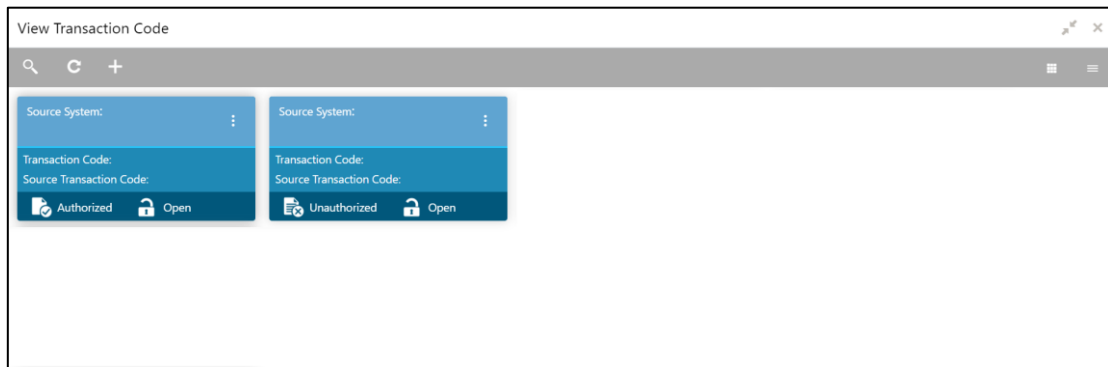 View Transaction Code
Source System:
Transaction Code:
Source Transaction Code:
Authorized Open
Source System:
Transaction Code:
Source Transaction Code:
Unauthorized Open